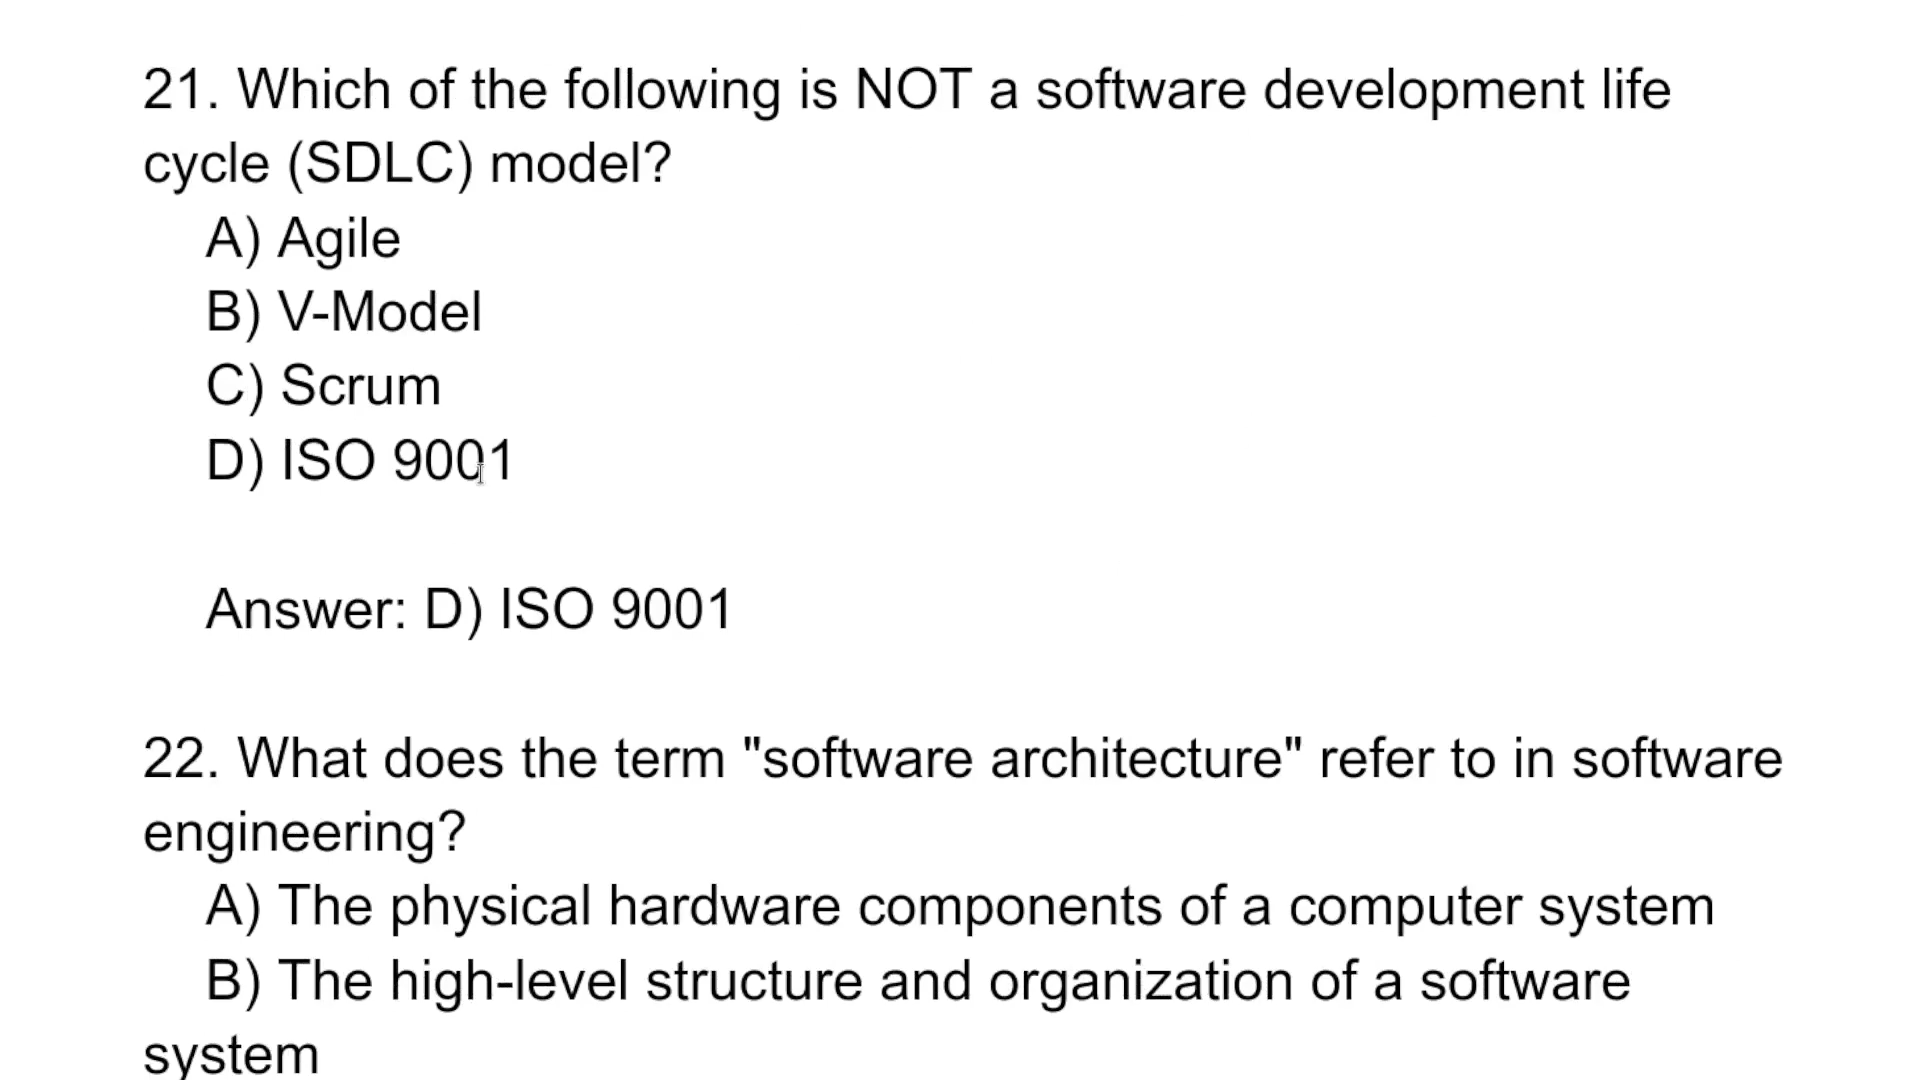 21. Which of the following is NOT a software development life
cycle (SDLC) model?
A) Agile
B) V-Model
C) Scrum
D) ISO 9001
Answer: D) ISO 9001
22. What does the term "software architecture" refer to in software
engineering?
A) The physical hardware components of a computer system
B) The high-level structure and organization of a software
system